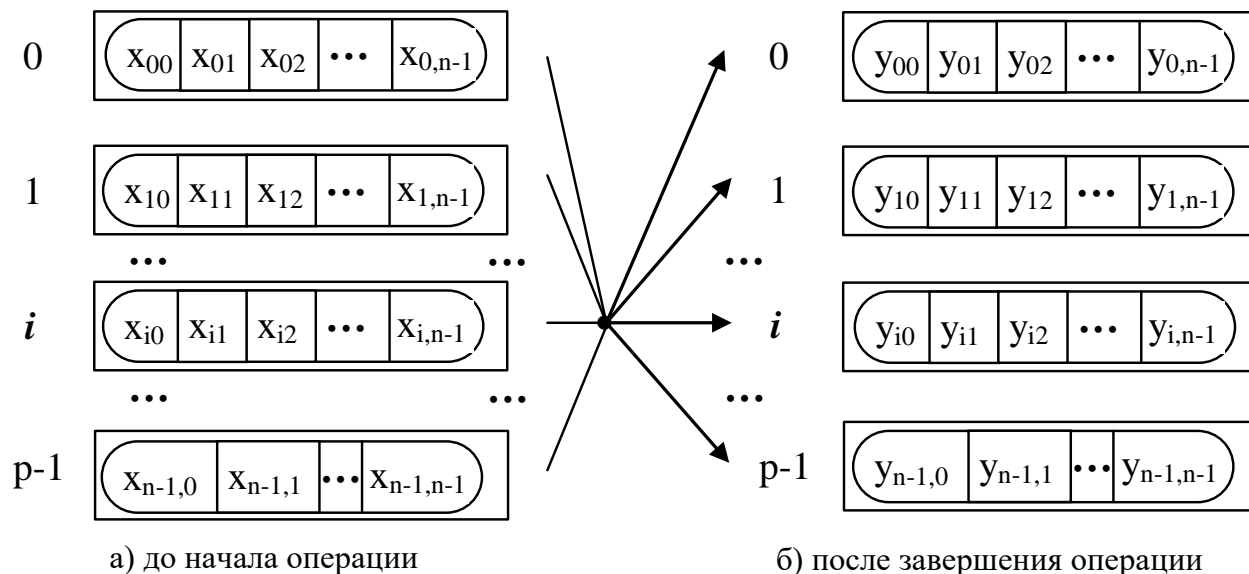 0 x₀₀ x₀₁ x₀₂ ••• x₀,ₙ₋₁ 0 y₀₀ y₀₁ y₀₂ ••• y₀,ₙ₋₁
1 x₁₀ x₁₁ x₁₂ ••• x₁,ₙ₋₁ 1 y₁₀ y₁₁ y₁₂ ••• y₁,ₙ₋₁
••• ••• •••
i xᵢ₀ xᵢ₁ xᵢ₂ ••• xᵢ,ₙ₋₁ i yᵢ₀ yᵢ₁ yᵢ₂ ••• yᵢ,ₙ₋₁
••• ••• •••
p-1 xₙ₋₁,₀ xₙ₋₁,₁ ••• xₙ₋₁,ₙ₋₁ p-1 yₙ₋₁,₀ yₙ₋₁,₁ ••• yₙ₋₁,ₙ₋₁
а) до начала операции б) после завершения операции